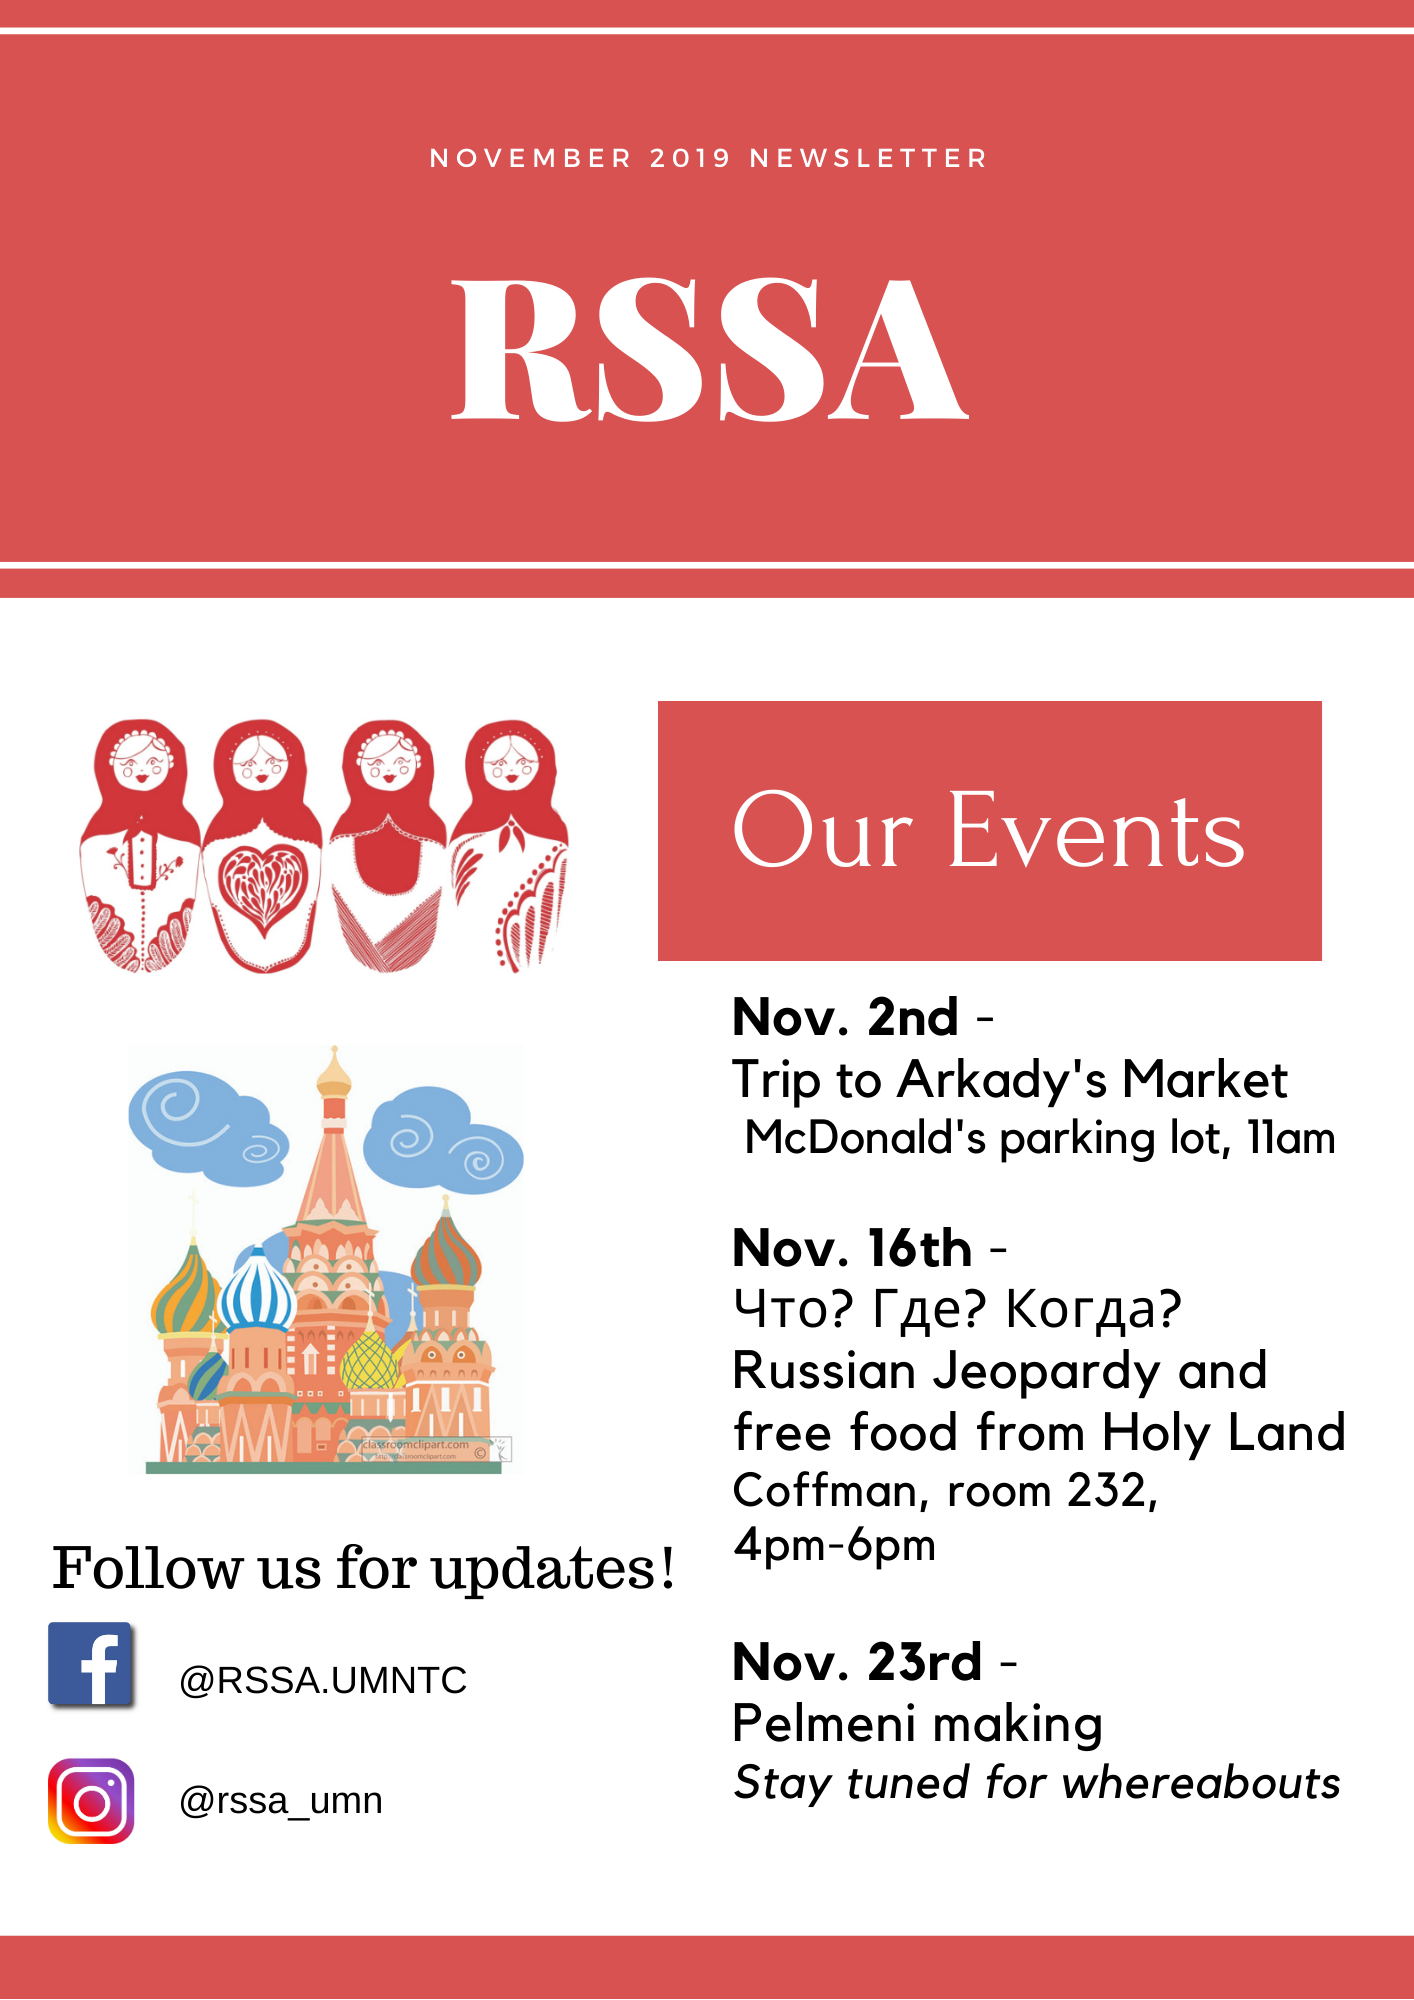 NOVEMBER 2019 NEWSLETTER
RSSA
Our Events
Nov. 2nd -
Trip to Arkady's Market
McDonald's parking lot, 11am
Nov. 16th -
Что? Где? Когда?
Russian Jeopardy and
free food from Holy Land
Coffman, room 232,
4pm-6pm
Nov. 23rd -
Pelmeni making
Stay tuned for whereabouts
classroomclipart.com ©
Follow us for updates!
@RSSA.UMNTC
@rssa_umn